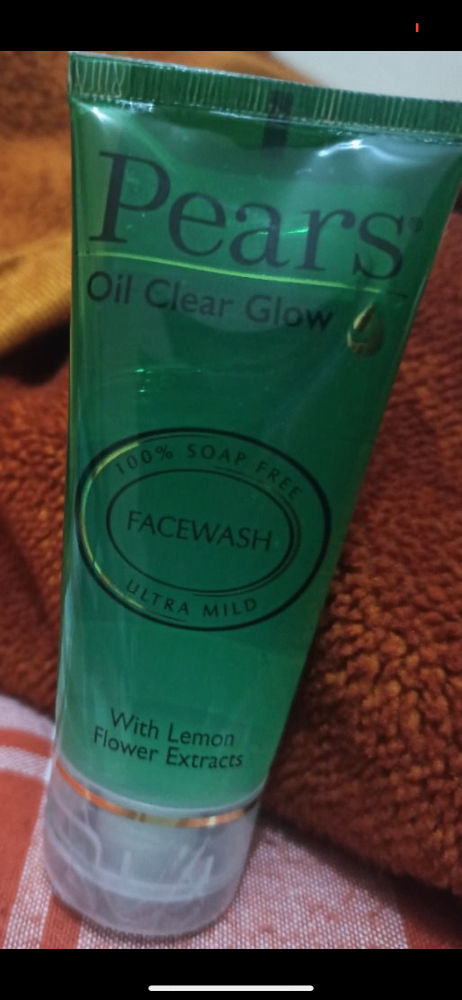 Pears®
Oil Clear Glow
100% SOAP FREE
FACEWASH
ULTRA MILD
With Lemon
Flower Extracts